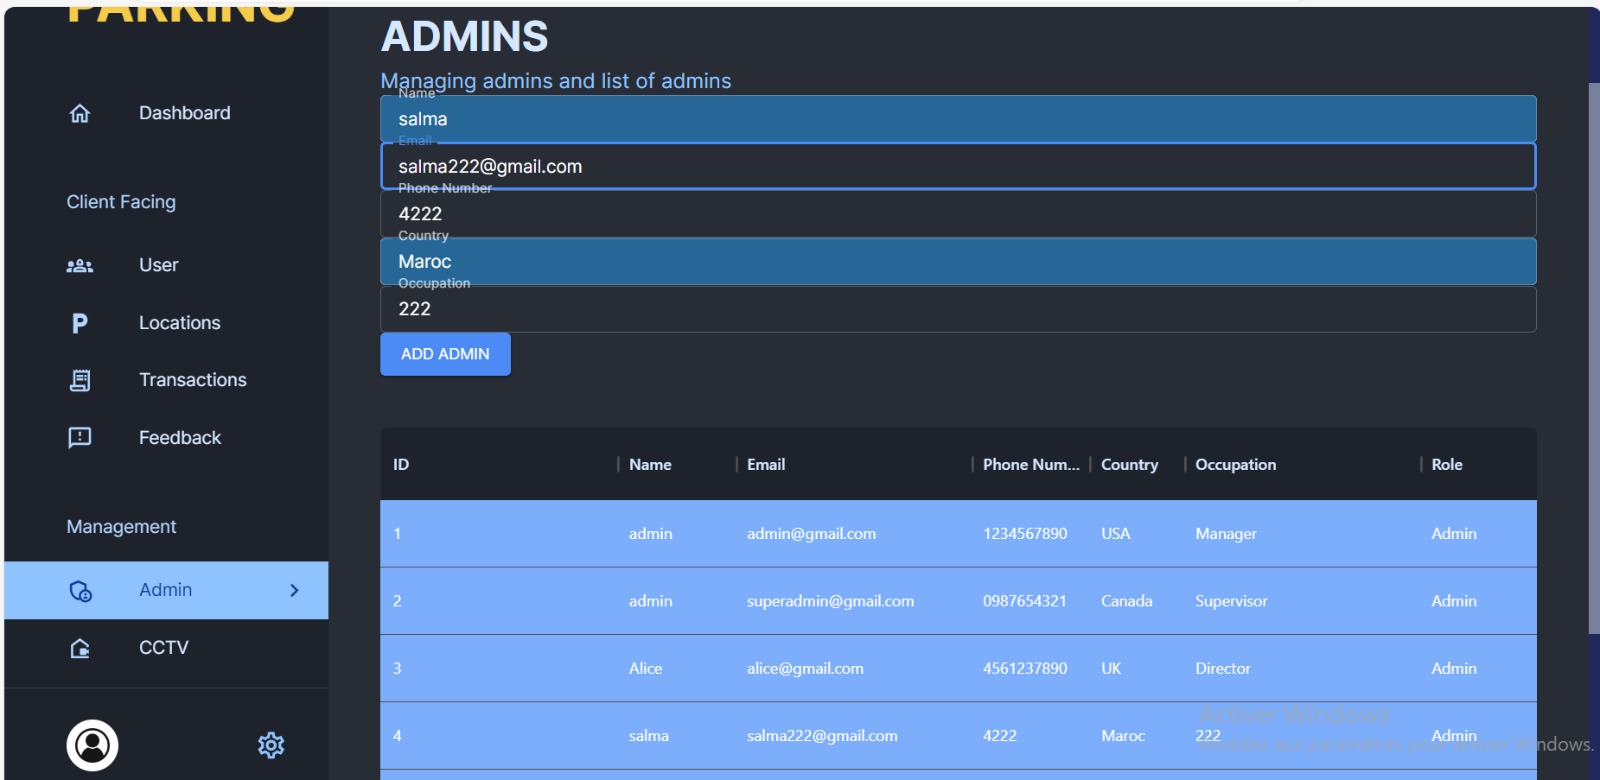 PARKING
ADMINS
Managing admins and list of admins
Name
salma
Email
salma222@gmail.com
Phone Number
4222
Country
Maroc
Occupation
222
ADD ADMIN
Dashboard
Client Facing
User
Locations
Transactions
Feedback
Management
Admin
CCTV
ID Name Email Phone Num... Country Occupation Role
1 admin admin@gmail.com 1234567890 USA Manager Admin
2 admin superadmin@gmail.com 0987654321 Canada Supervisor Admin
3 Alice alice@gmail.com 4561237890 UK Director Admin
4 salma salma222@gmail.com 4222 Maroc 222 Admin
Activer Windows
aux paramètres pour activer Windows.